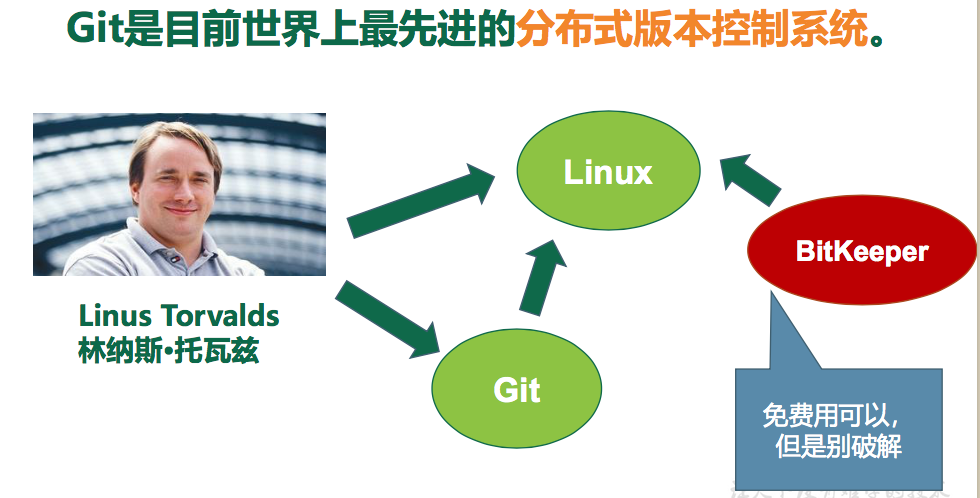 Git是目前世界上最先进的分布式版本控制系统。
Linux
BitKeeper
Linus Torvalds
林纳斯•托瓦兹
Git
免费用可以，
但是别破解